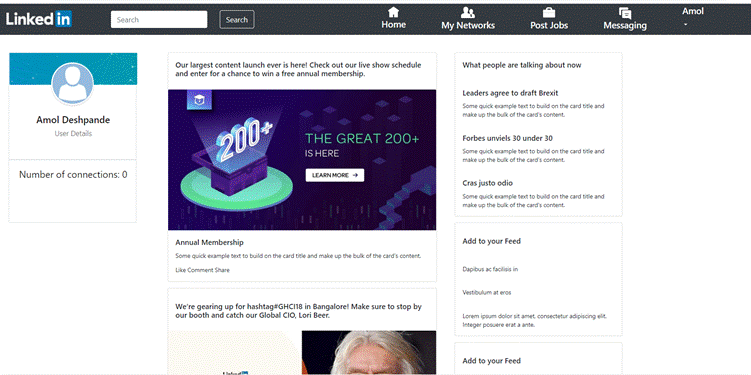 Linked in
Search
Search
Home
My Networks
Post Jobs
Messaging
Amol
Amol Deshpande
User Details
Number of connections: 0
Our largest content launch ever is here! Check out our live show schedule
and enter for a chance to win a free annual membership.
200+
THE GREAT 200+
IS HERE
LEARN MORE
Annual Membership
Some quick example text to build on the card title and make up the bulk of the card's content.
Like Comment Share
We're gearing up for hashtag#GHCI18 in Bangalore! Make sure to stop by
our booth and catch our Global CIO, Lori Beer.
Linked in
What people are talking about now
Leaders agree to draft Brexit
Some quick example text to build on the card title and
make up the bulk of the card's content.
Forbes unviels 30 under 30
Some quick example text to build on the card title and
make up the bulk of the card's content.
Cras justo odio
Some quick example text to build on the card title and
make up the bulk of the card's content.
Add to your Feed
Dapibus ac facilisis in
Vestibulum at eros
Lorem ipsum dolor sit amet, consectetur adipiscing elit.
Integer posuere erat a ante.
Add to your Feed